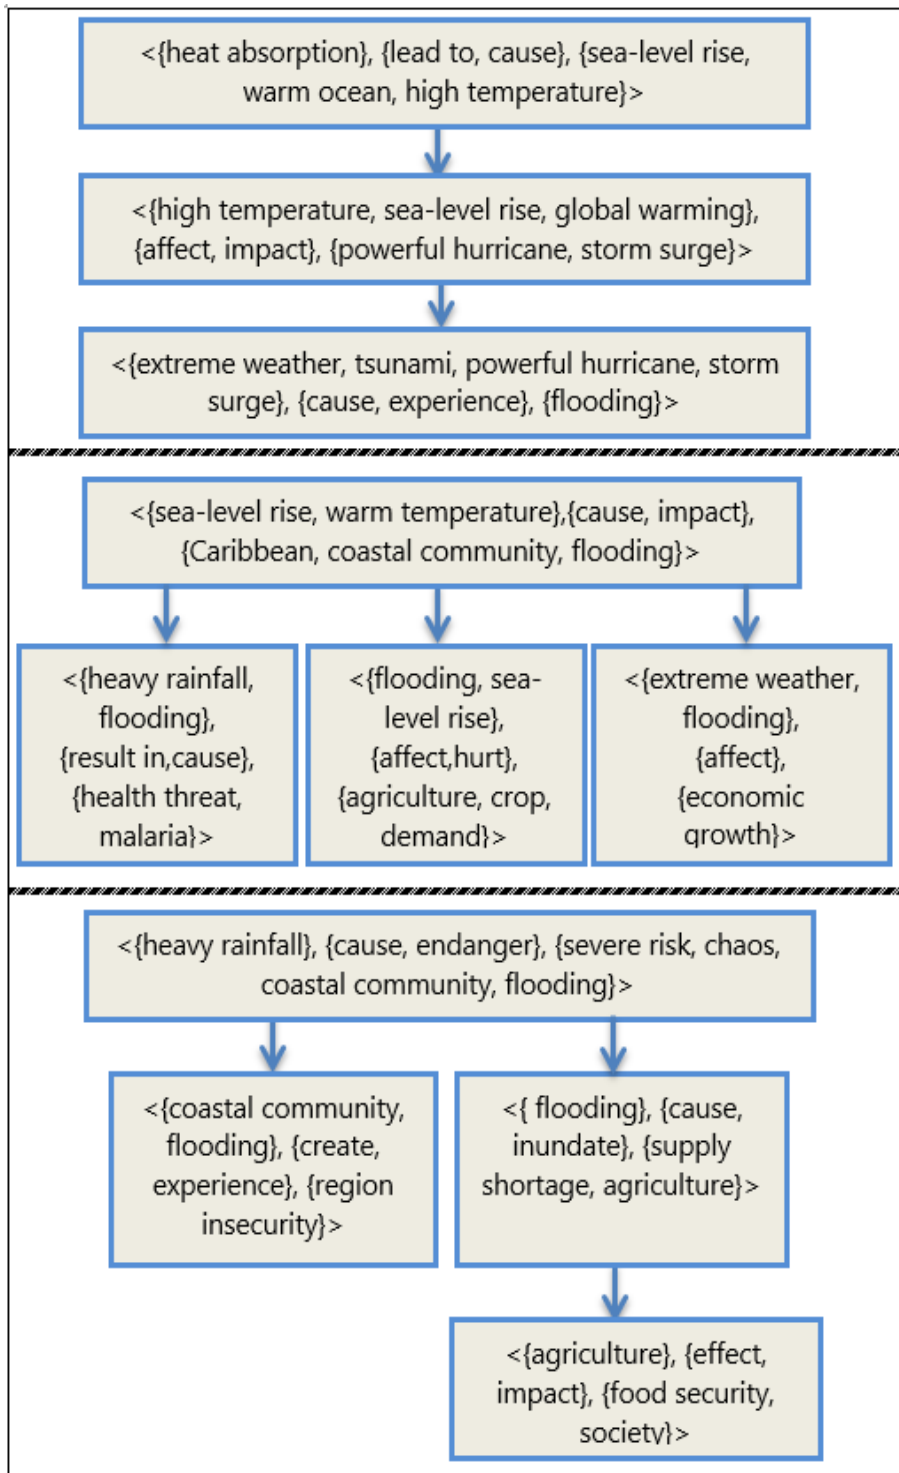 <{heat absorption}, {lead to, cause}, {sea-level rise,
warm ocean, high temperature}>
<{high temperature, sea-level rise, global warming},
{affect, impact}, {powerful hurricane, storm surge}>
<{extreme weather, tsunami, powerful hurricane, storm
surge}, {cause, experience}, {flooding}>
<{sea-level rise, warm temperature},{cause, impact},
{Caribbean, coastal community, flooding}>
<{heavy rainfall,
flooding},
{result in,cause},
{health threat,
malaria}>
<{flooding, sea-
level rise},
{affect,hurt},
{agriculture, crop,
demand}>
<{extreme weather,
flooding},
{affect},
{economic
growth}>
<{heavy rainfall}, {cause, endanger}, {severe risk, chaos,
coastal community, flooding}>
<{coastal community,
flooding}, {create,
experience}, {region
insecurity}>
<{ flooding}, {cause,
inundate}, {supply
shortage, agriculture}>
<{agriculture}, {effect,
impact}, {food security,
society}>